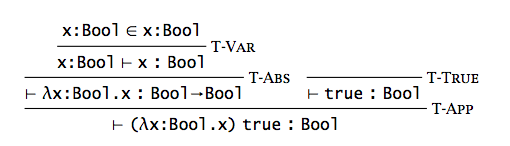 x:Bool ∈ x:Bool
T-VAR
x:Bool ⊢ x : Bool
T-ABS T-TRUE
⊢ λx:Bool.x : Bool→Bool ⊢ true : Bool
T-APP
⊢ (λx:Bool.x) true : Bool